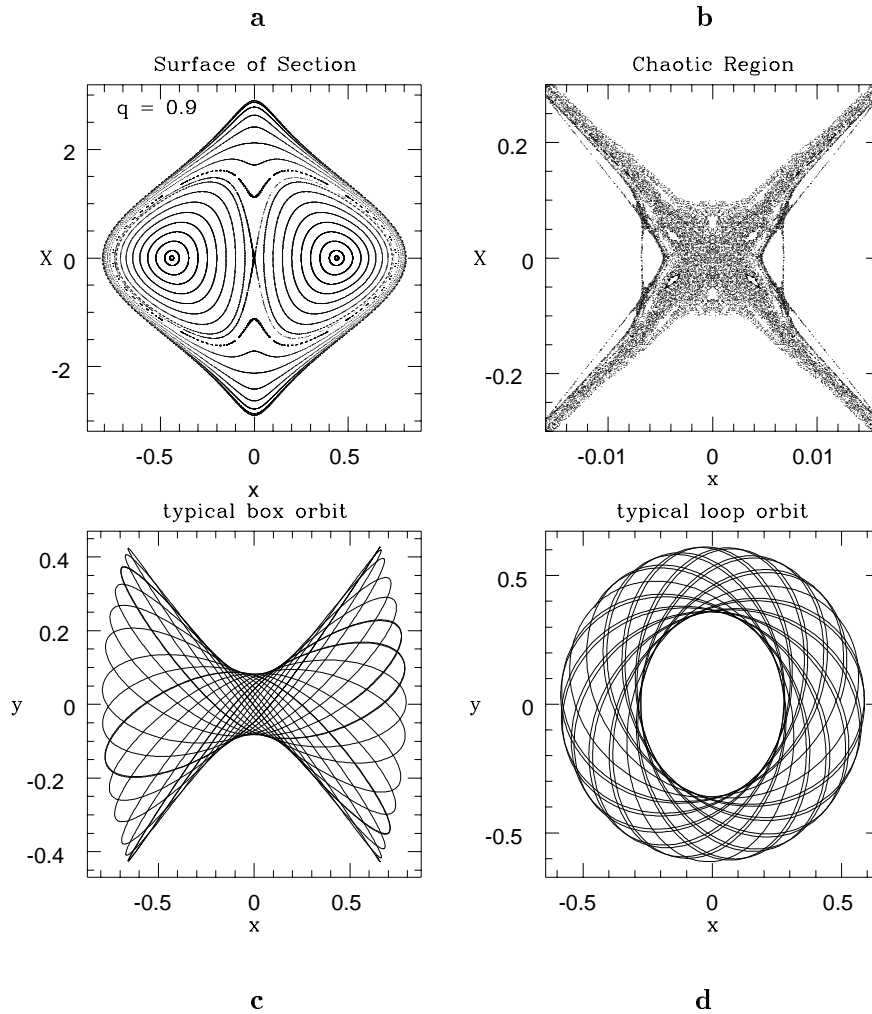 a
b
Surface of Section
Chaotic Region
q = 0.9
2
0
-2
X
-0.5
0
0.5
x
0.2
0
-0.2
X
-0.01
0
0.01
x
typical box orbit
typical loop orbit
0.4
0.2
0
-0.2
-0.4
y
-0.5
0
0.5
x
0.5
0
-0.5
y
-0.5
0
0.5
x
c
d